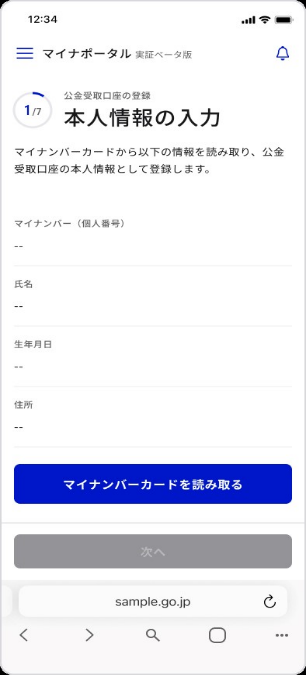 12:34
マイナポータル 実証ベータ版
公金受取口座の登録
1/7
本人情報の入力
マイナンバーカードから以下の情報を読み取り、公金
受取口座の本人情報として登録します。
マイナンバー（個人番号）
--
氏名
--
生年月日
--
住所
--
マイナンバーカードを読み取る
次へ
sample.go.jp